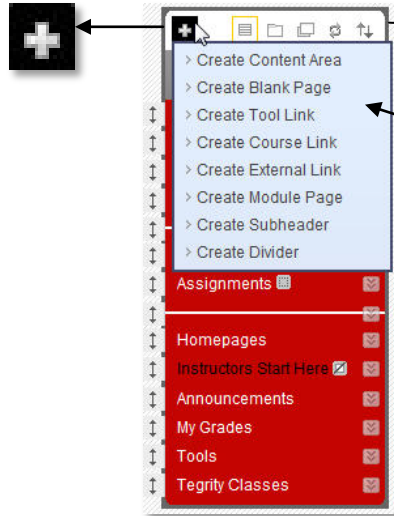 > Create Content Area
> Create Blank Page
> Create Tool Link
> Create Course Link
> Create External Link
> Create Module Page
> Create Subheader
> Create Divider
Assignments
Homepages
Instructors Start Here
Announcements
My Grades
Tools
Tegrity Classes